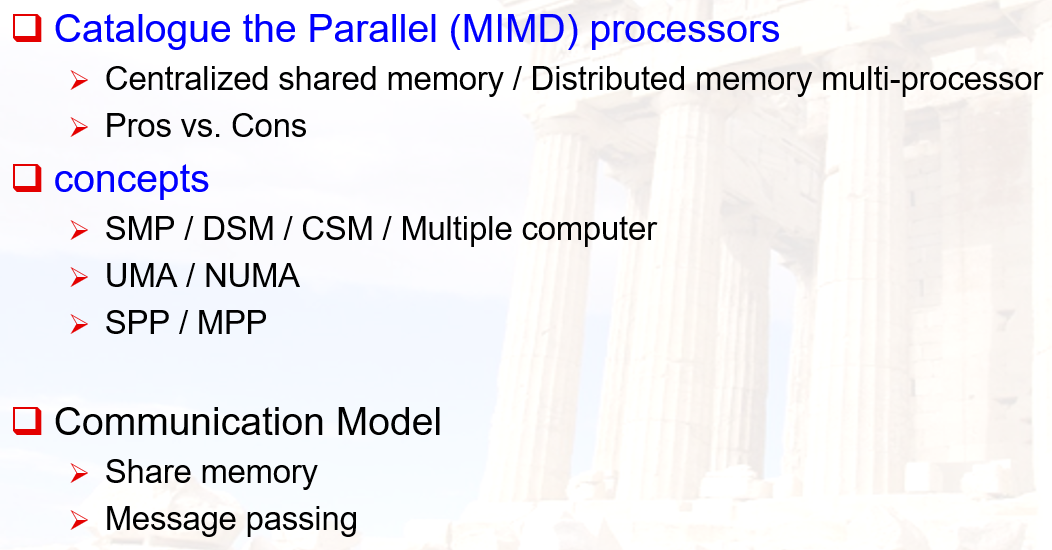 Catalogue the Parallel (MIMD) processors
Centralized shared memory / Distributed memory multi-processor
Pros vs. Cons
concepts
SMP / DSM / CSM / Multiple computer
UMA / NUMA
SPP / MPP
Communication Model
Share memory
Message passing